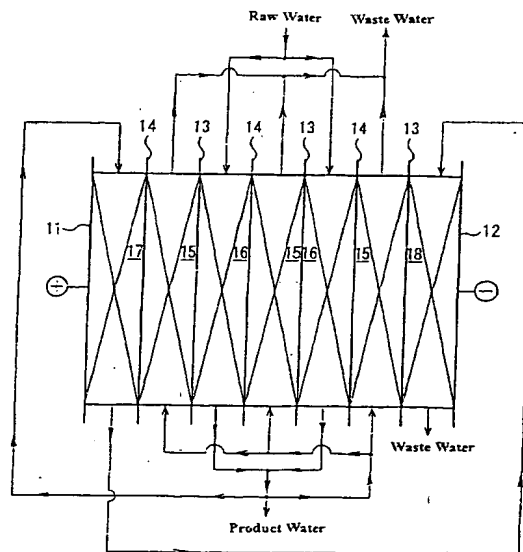 Raw Water Waste Water
14 13 14 13 14 13
11 17 15 16 15 16 15 18 12
+ −
Waste Water
Product Water